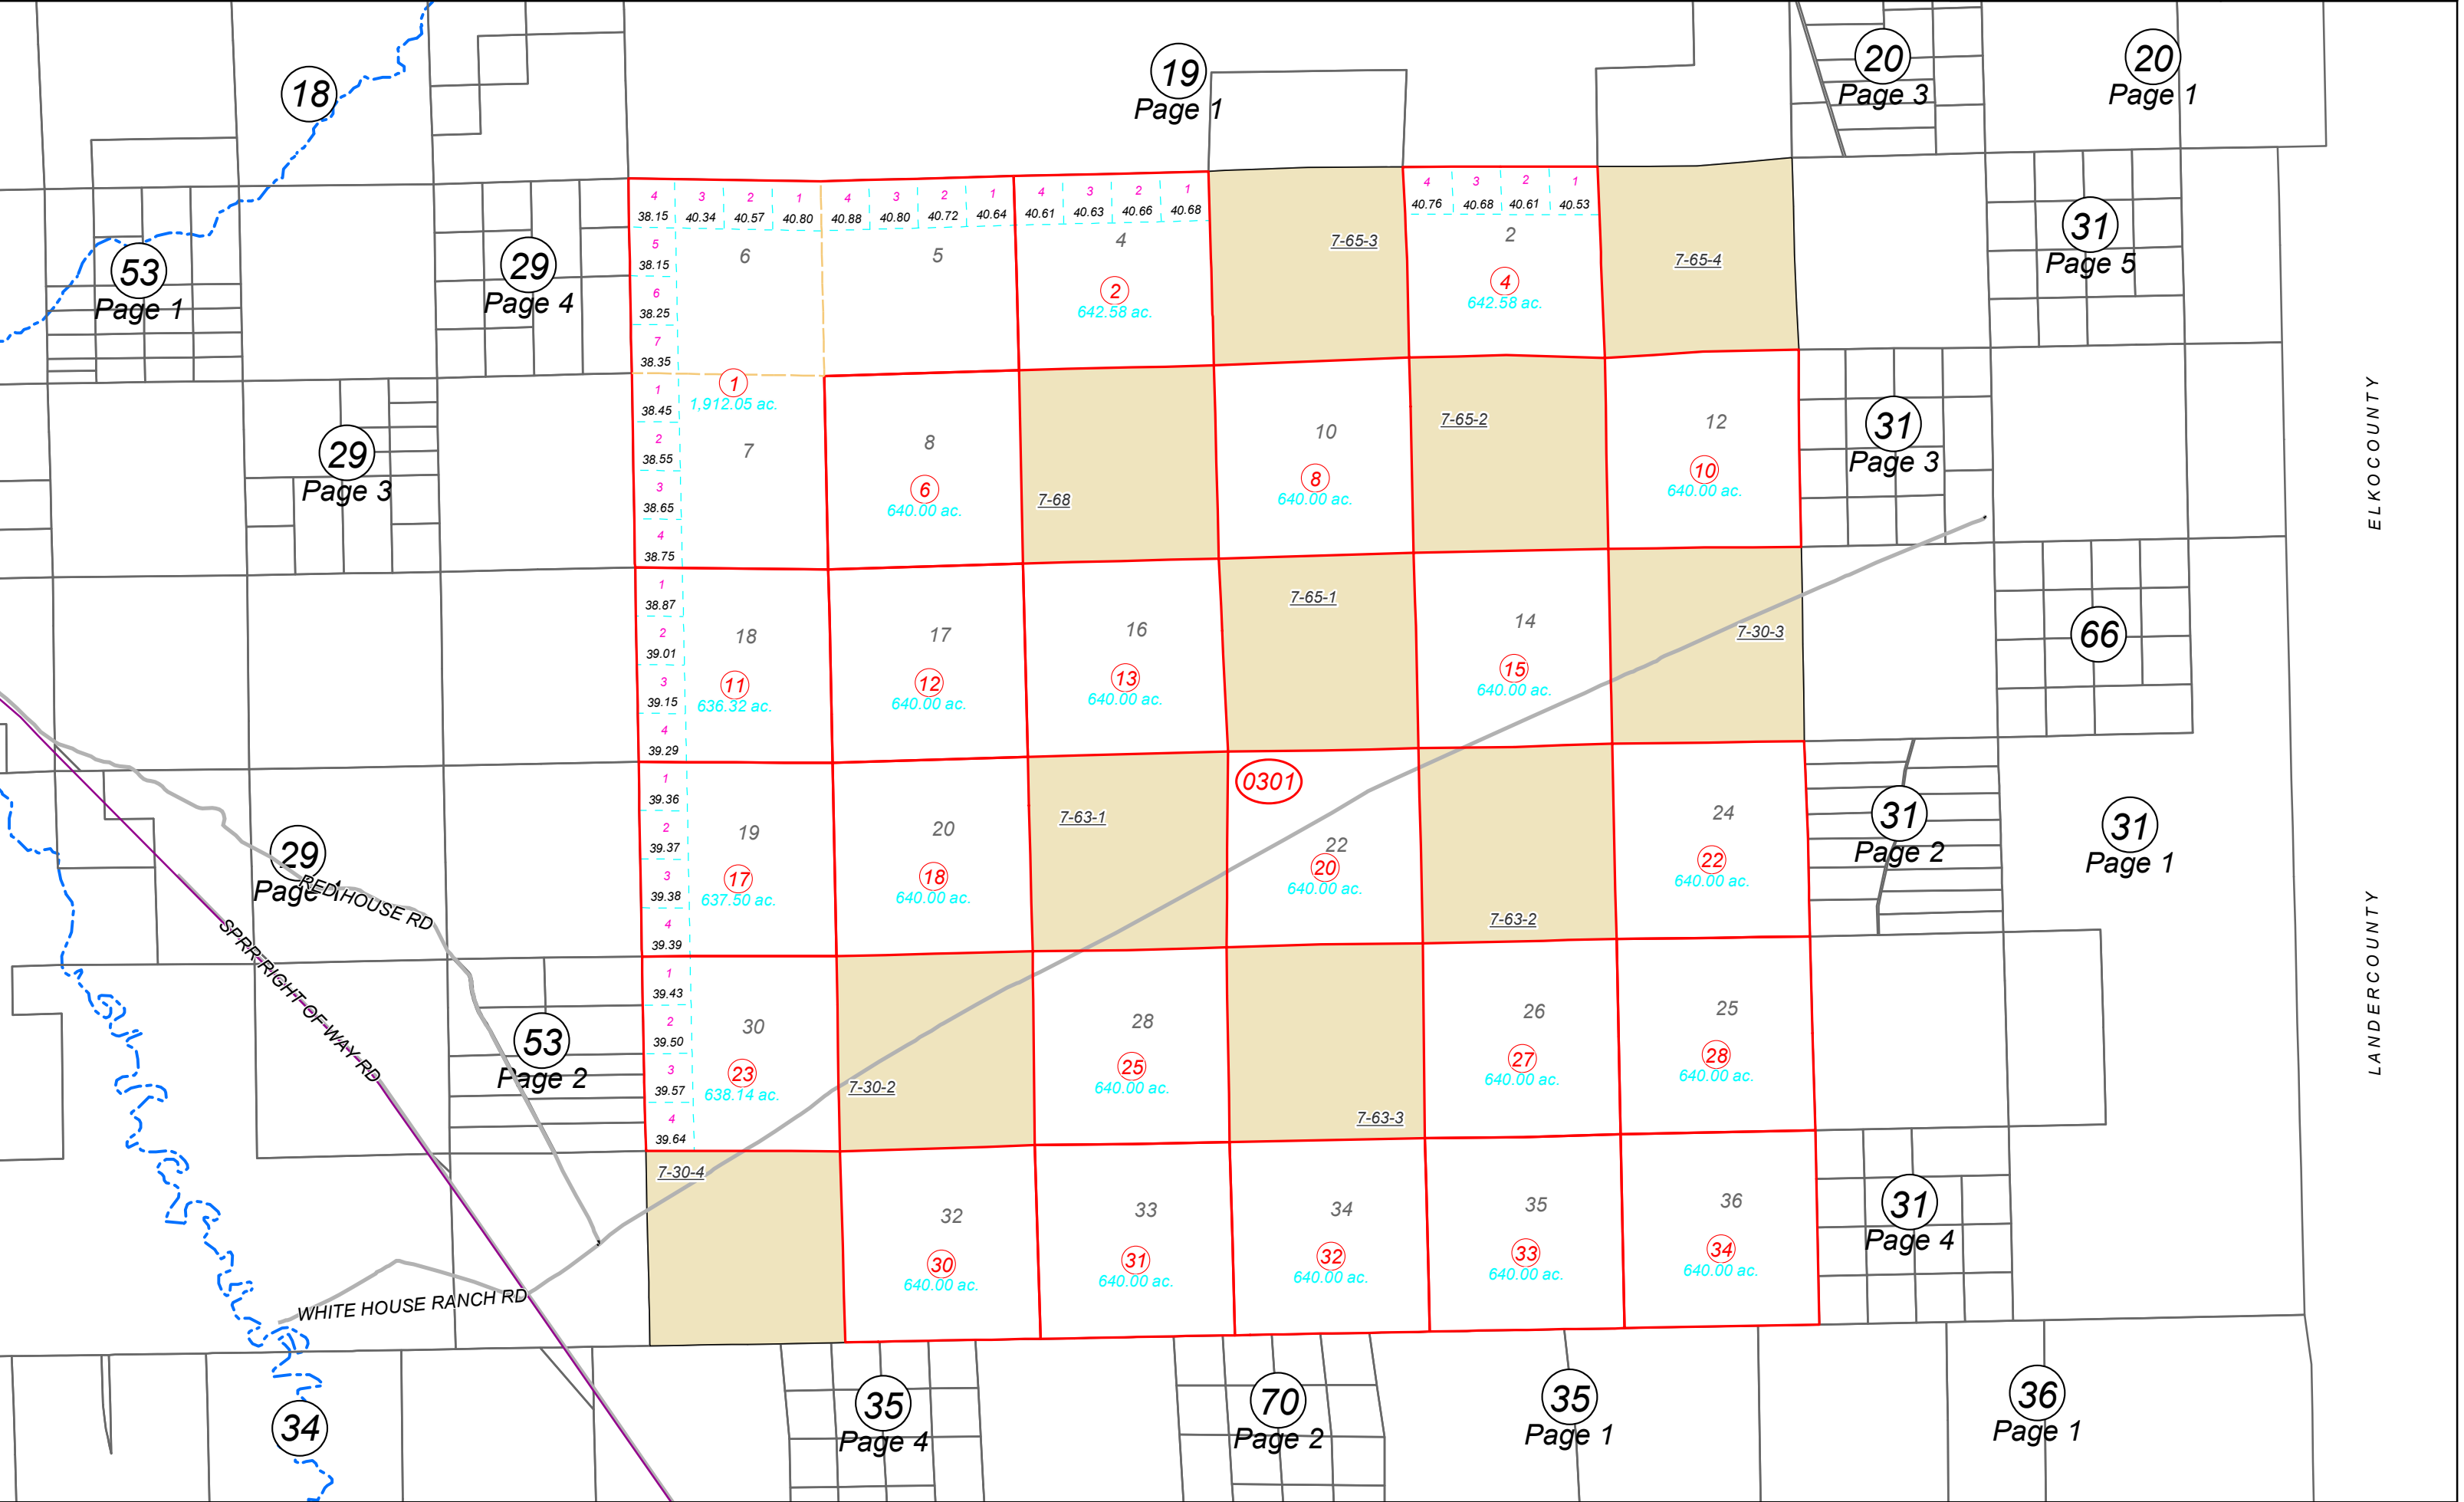 18
19
Page 1
20
Page 3
20
Page 1
53
Page 1
29
Page 4
31
Page 5
4 3 2 1 4 3 2 1 4 3 2 1
38.15 40.34 40.57 40.80 40.88 40.80 40.72 40.64 40.61 40.63 40.66 40.68
4 3 2 1
40.76 40.68 40.61 40.53
5
38.15
6
38.25
7
38.35
6
5
4
2
642.58 ac.
7-65-3
2
4
642.58 ac.
7-65-4
1
1,912.05 ac.
29
Page 3
1
38.45
2
38.55
3
38.65
4
38.75
7
8
6
640.00 ac.
7-68
10
8
640.00 ac.
7-65-2
12
10
640.00 ac.
31
Page 3
ELKOCOUNTY
1
38.87
2
39.01
3
39.15
4
39.29
18
11
636.32 ac.
17
12
640.00 ac.
16
13
640.00 ac.
7-65-1
14
15
640.00 ac.
7-30-3
66
29
Page 1
RED HOUSE RD
SPRR-RIGHT-OF-WAY RD
1
39.36
2
39.37
3
39.38
4
39.39
19
17
637.50 ac.
20
18
640.00 ac.
7-63-1
0301
22
20
640.00 ac.
7-63-2
24
22
640.00 ac.
31
Page 2
31
Page 1
LANDERCOUNTY
53
Page 2
1
39.43
2
39.50
3
39.57
4
39.64
30
23
638.14 ac.
7-30-2
28
25
640.00 ac.
7-63-3
26
27
640.00 ac.
25
28
640.00 ac.
7-30-4
32
30
640.00 ac.
33
31
640.00 ac.
34
32
640.00 ac.
35
33
640.00 ac.
36
34
640.00 ac.
31
Page 4
WHITE HOUSE RANCH RD
34
35
Page 4
70
Page 2
35
Page 1
36
Page 1